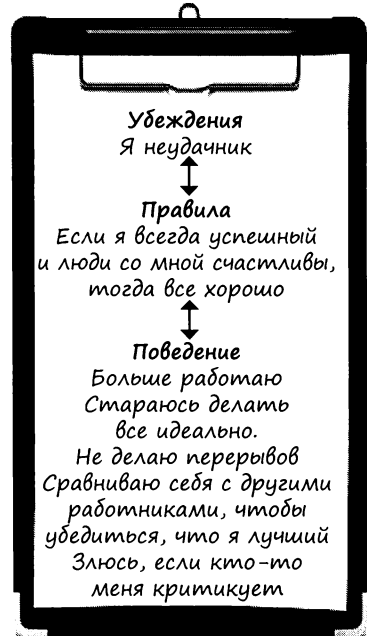 Убеждения
Я неудачник
Правила
Если я всегда успешный
и люди со мной счастливы,
тогда все хорошо
Поведение
Больше работаю
Стараюсь делать
все идеально.
Не делаю перерывов
Сравниваю себя с другими
работниками, чтобы
убедиться, что я лучший
Злюсь, если кто-то
меня критикует